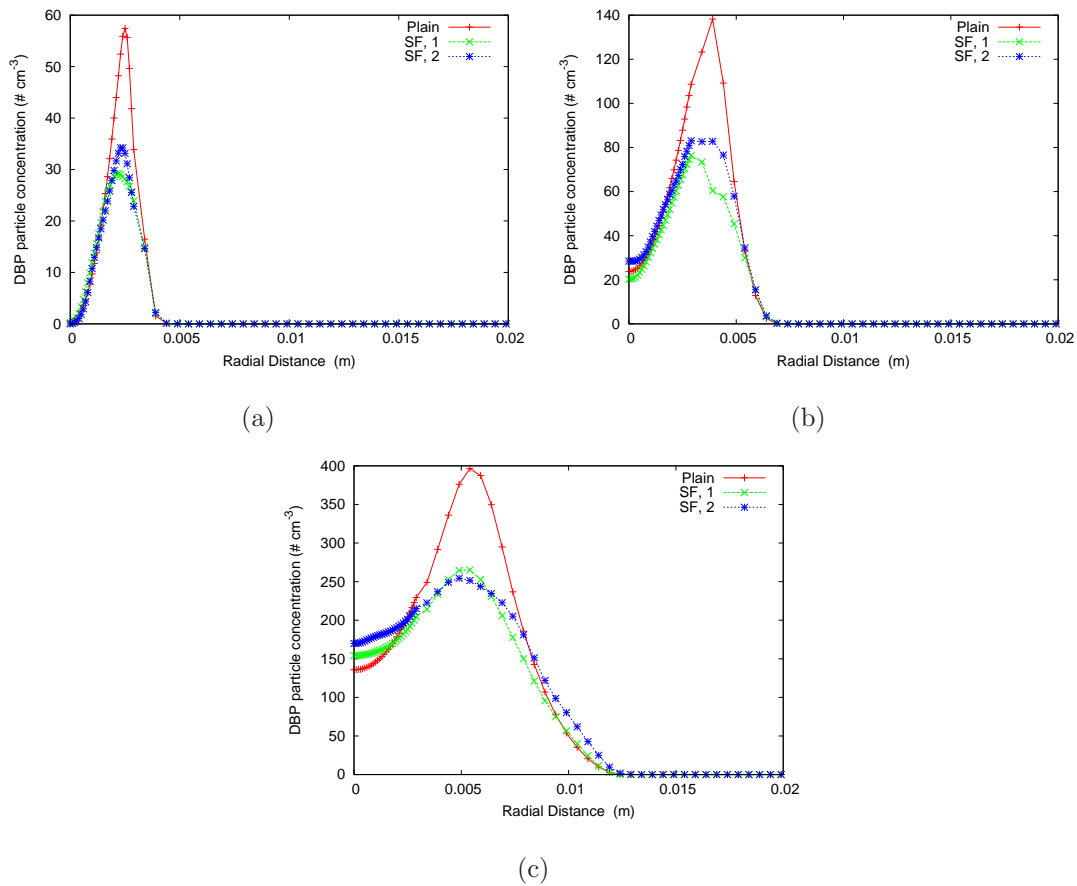 60
50
40
30
20
10
0
0
0.005
0.01
0.015
0.02
DBP particle concentration (# cm-3)
Radial Distance (m)
Plain
SF, 1
SF, 2
(a)
140
120
100
80
60
40
20
0
0
0.005
0.01
0.015
0.02
DBP particle concentration (# cm-3)
Radial Distance (m)
Plain
SF, 1
SF, 2
(b)
400
350
300
250
200
150
100
50
0
0
0.005
0.01
0.015
0.02
DBP particle concentration (# cm-3)
Radial Distance (m)
Plain
SF, 1
SF, 2
(c)